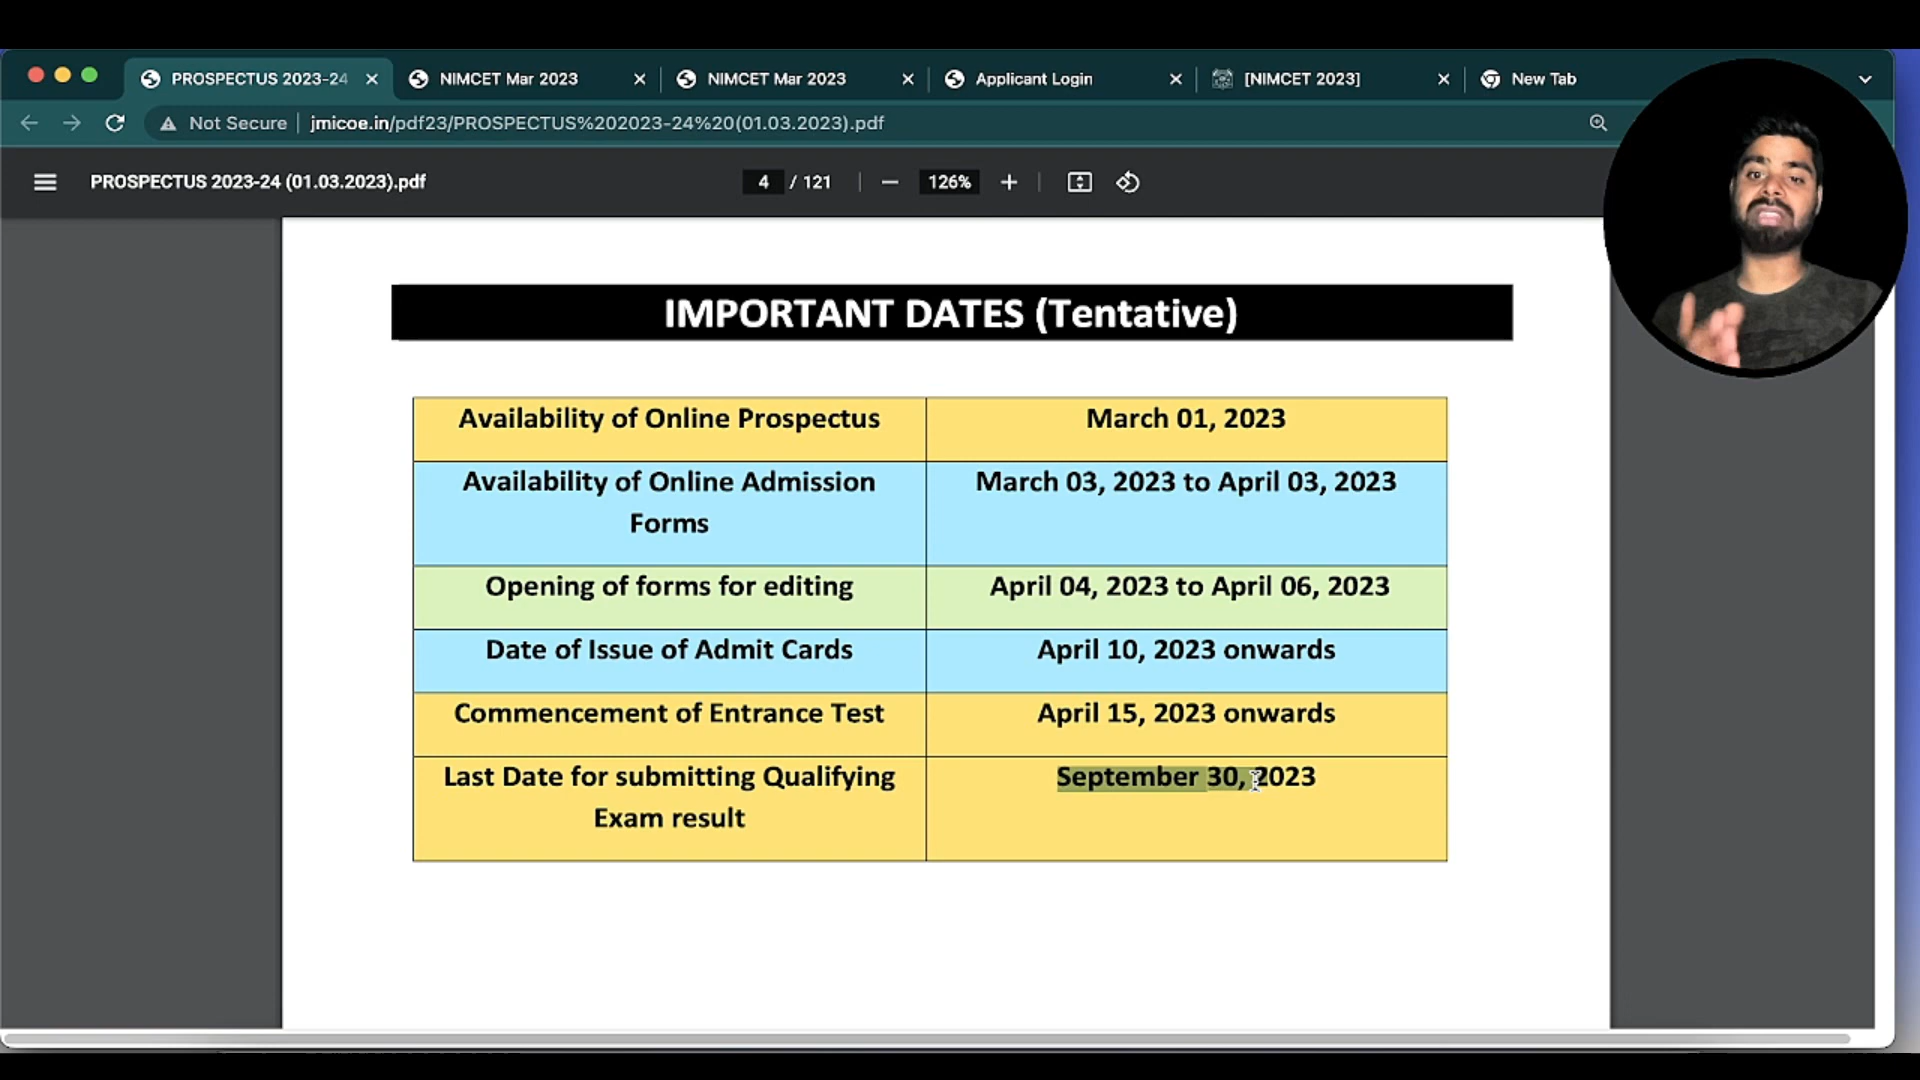 PROSPECTUS 2023-24
NIMCET Mar 2023
NIMCET Mar 2023
Applicant Login
[NIMCET 2023]
New Tab
Not Secure
jmicoe.in/pdf23/PROSPECTUS%202023-24%20(01.03.2023).pdf
PROSPECTUS 2023-24 (01.03.2023).pdf
4 / 121
126%
IMPORTANT DATES (Tentative)
Availability of Online Prospectus
March 01, 2023
Availability of Online Admission
Forms
March 03, 2023 to April 03, 2023
Opening of forms for editing
April 04, 2023 to April 06, 2023
Date of Issue of Admit Cards
April 10, 2023 onwards
Commencement of Entrance Test
April 15, 2023 onwards
Last Date for submitting Qualifying
Exam result
September 30, 2023